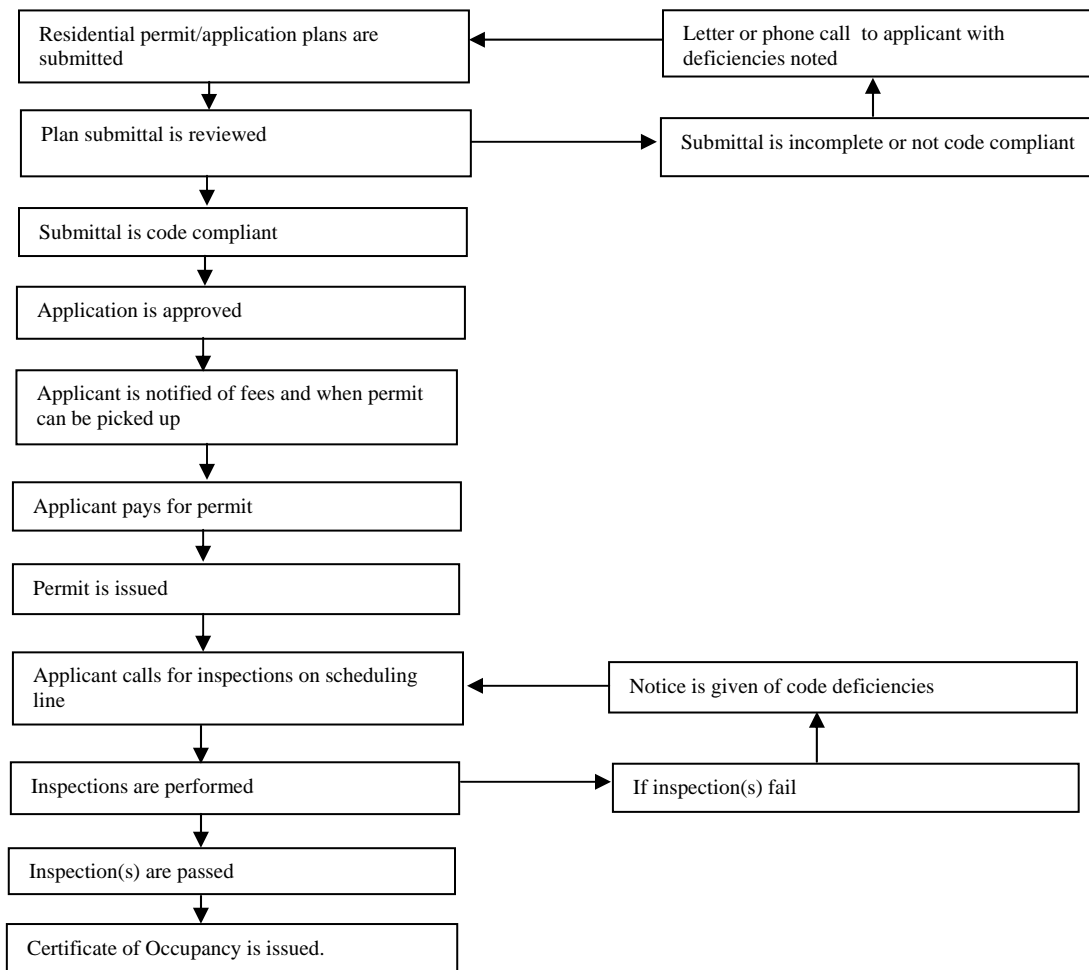 Residential permit/application plans are
submitted
Letter or phone call  to applicant with
deficiencies noted
Plan submittal is reviewed
Submittal is incomplete or not code compliant
Submittal is code compliant
Application is approved
Applicant is notified of fees and when permit
can be picked up
Applicant pays for permit
Permit is issued
Applicant calls for inspections on scheduling
line
Notice is given of code deficiencies
Inspections are performed
If inspection(s) fail
Inspection(s) are passed
Certificate of Occupancy is issued.